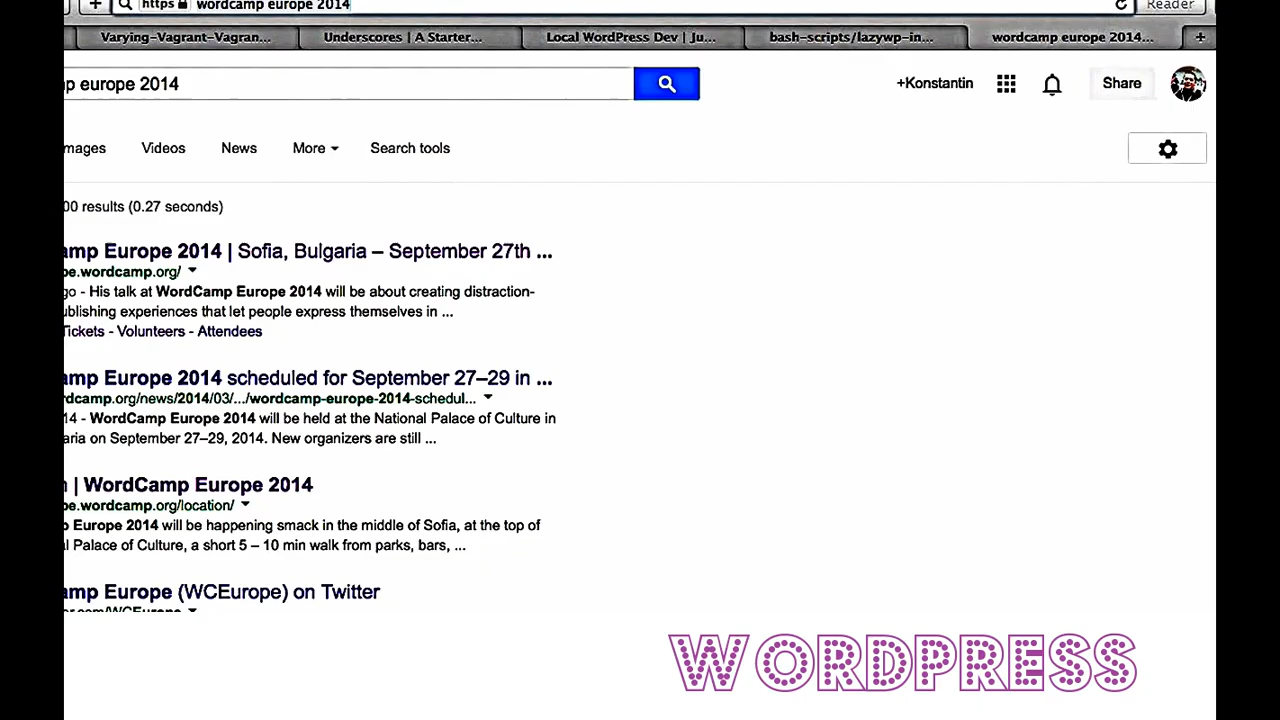 https wordcamp europe 2014 Reader
Varying-Vagrant-Vagran... Underscores | A Starter... Local WordPress Dev | Ju... bash-scripts/lazywp-in... wordcamp europe 2014... +
p europe 2014 +Konstantin Share
mages Videos News More Search tools
00 results (0.27 seconds)
amp Europe 2014 | Sofia, Bulgaria – September 27th ...
pe.wordcamp.org/
go - His talk at WordCamp Europe 2014 will be about creating distraction-
ublishing experiences that let people express themselves in ...
Tickets - Volunteers - Attendees
amp Europe 2014 scheduled for September 27–29 in ...
rdcamp.org/news/2014/03/.../wordcamp-europe-2014-schedul...
14 - WordCamp Europe 2014 will be held at the National Palace of Culture in
aria on September 27–29, 2014. New organizers are still ...
n | WordCamp Europe 2014
pe.wordcamp.org/location/
p Europe 2014 will be happening smack in the middle of Sofia, at the top of
l Palace of Culture, a short 5 – 10 min walk from parks, bars, ...
amp Europe (WCEurope) on Twitter
er.com/WCEurope
WORDPRESS